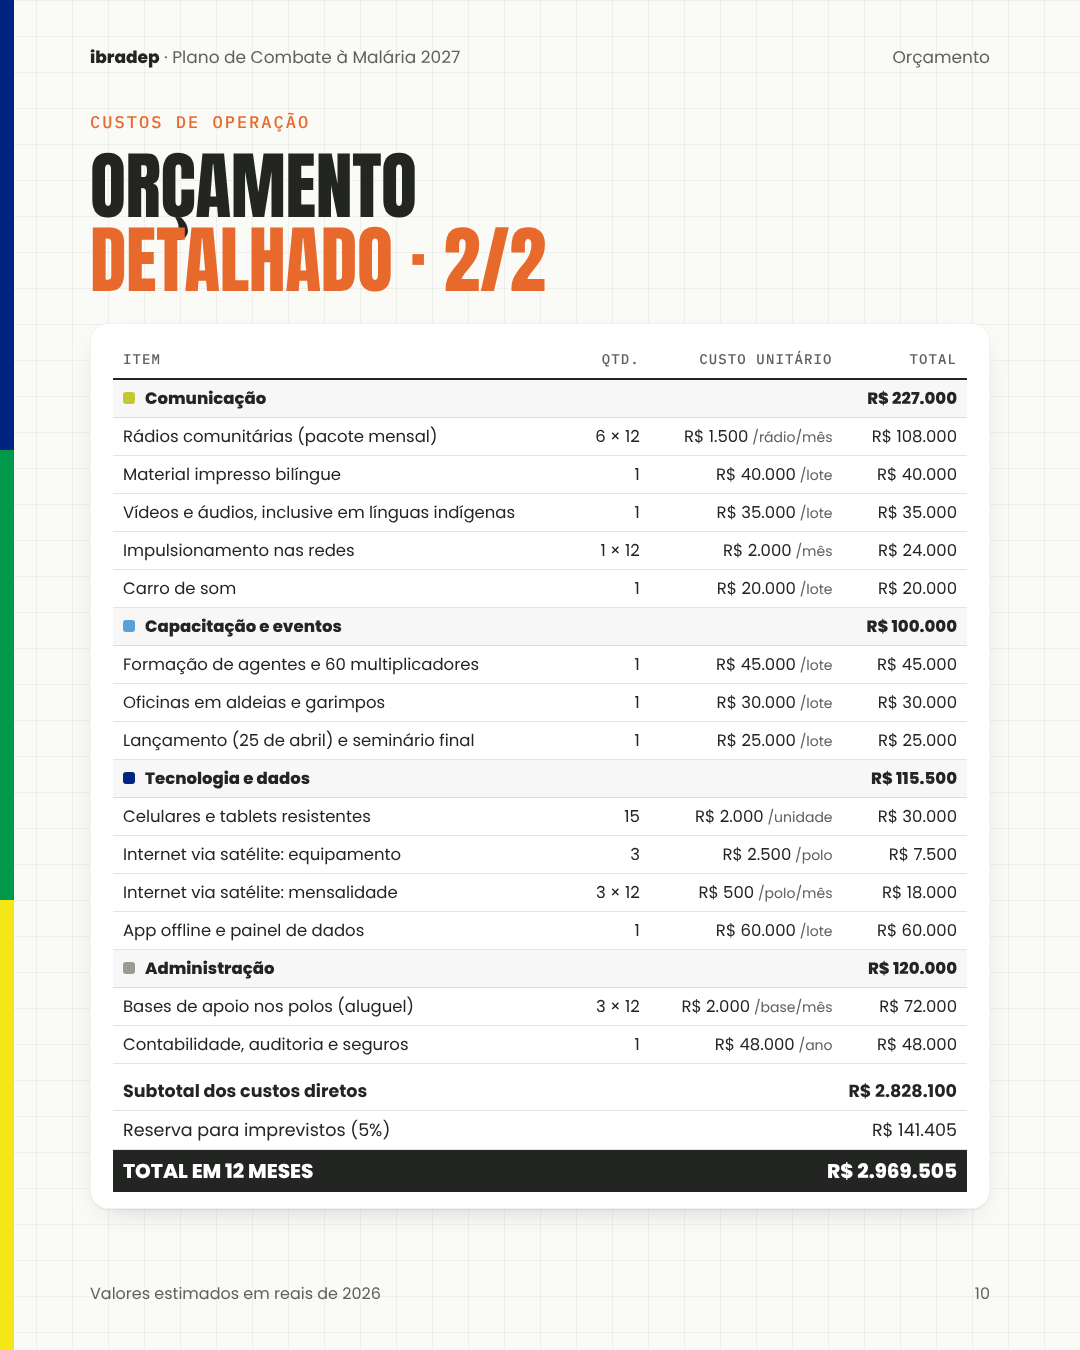 ibradep · Plano de Combate à Malária 2027 Orçamento
CUSTOS DE OPERAÇÃO
ORÇAMENTO
DETALHADO · 2/2
ITEM QTD. CUSTO UNITÁRIO TOTAL
Comunicação R$ 227.000
Rádios comunitárias (pacote mensal) 6 × 12 R$ 1.500 /rádio/mês R$ 108.000
Material impresso bilíngue 1 R$ 40.000 /lote R$ 40.000
Vídeos e áudios, inclusive em línguas indígenas 1 R$ 35.000 /lote R$ 35.000
Impulsionamento nas redes 1 × 12 R$ 2.000 /mês R$ 24.000
Carro de som 1 R$ 20.000 /lote R$ 20.000
Capacitação e eventos R$ 100.000
Formação de agentes e 60 multiplicadores 1 R$ 45.000 /lote R$ 45.000
Oficinas em aldeias e garimpos 1 R$ 30.000 /lote R$ 30.000
Lançamento (25 de abril) e seminário final 1 R$ 25.000 /lote R$ 25.000
Tecnologia e dados R$ 115.500
Celulares e tablets resistentes 15 R$ 2.000 /unidade R$ 30.000
Internet via satélite: equipamento 3 R$ 2.500 /polo R$ 7.500
Internet via satélite: mensalidade 3 × 12 R$ 500 /polo/mês R$ 18.000
App offline e painel de dados 1 R$ 60.000 /lote R$ 60.000
Administração R$ 120.000
Bases de apoio nos polos (aluguel) 3 × 12 R$ 2.000 /base/mês R$ 72.000
Contabilidade, auditoria e seguros 1 R$ 48.000 /ano R$ 48.000
Subtotal dos custos diretos R$ 2.828.100
Reserva para imprevistos (5%) R$ 141.405
TOTAL EM 12 MESES R$ 2.969.505
Valores estimados em reais de 2026 10